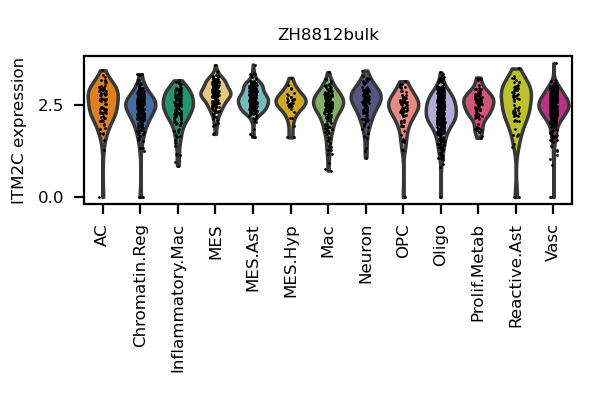 ZH8812bulk
ITM2C expression
2.5
0.0
AC
Chromatin.Reg
Inflammatory.Mac
MES
MES.Ast
MES.Hyp
Mac
Neuron
OPC
Oligo
Prolif.Metab
Reactive.Ast
Vasc